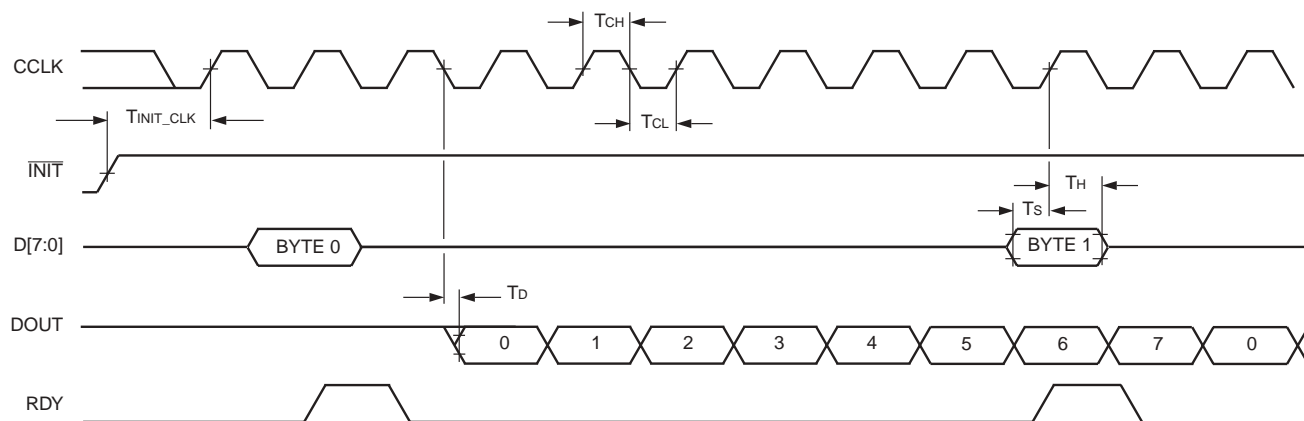 TCH
CCLK
TINIT_CLK
TCL
INIT
TH
TS
D[7:0]
BYTE 0
BYTE 1
TD
DOUT
0 1 2 3 4 5 6 7 0
RDY